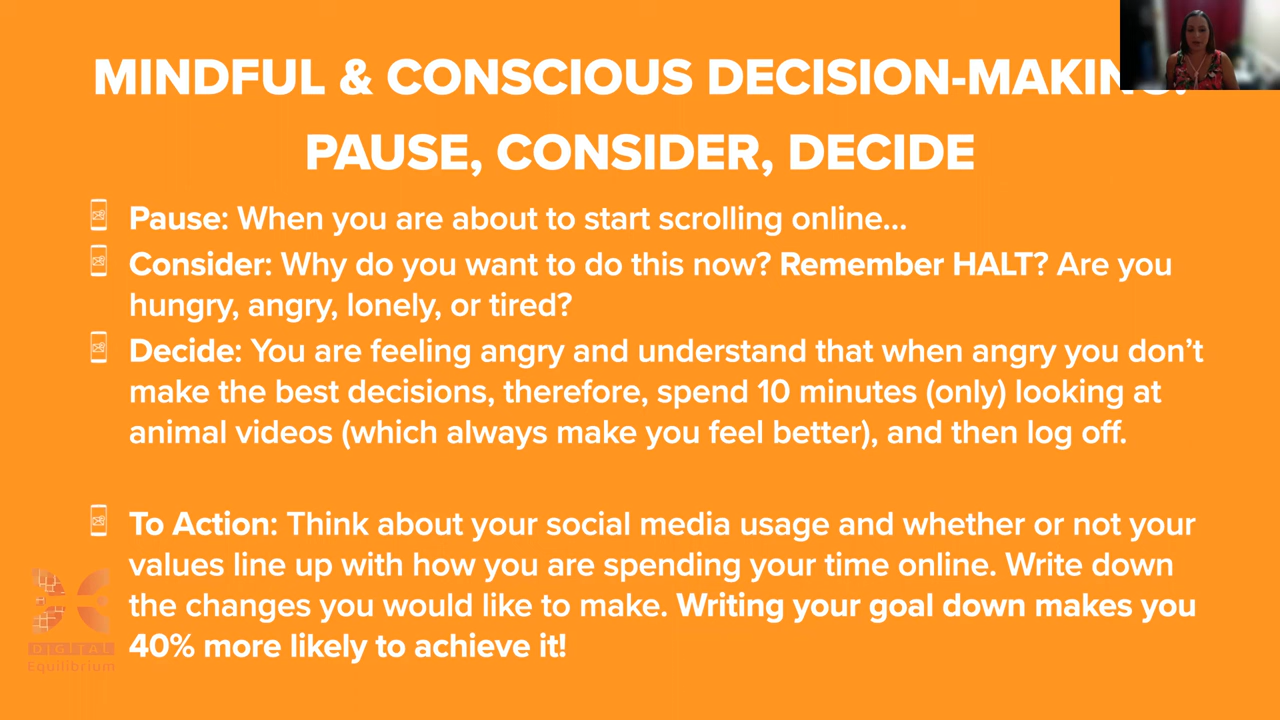 MINDFUL & CONSCIOUS DECISION-MAKING:
PAUSE, CONSIDER, DECIDE
Pause: When you are about to start scrolling online...
Consider: Why do you want to do this now? Remember HALT? Are you
hungry, angry, lonely, or tired?
Decide: You are feeling angry and understand that when angry you don't
make the best decisions, therefore, spend 10 minutes (only) looking at
animal videos (which always make you feel better), and then log off.
To Action: Think about your social media usage and whether or not your
values line up with how you are spending your time online. Write down
the changes you would like to make. Writing your goal down makes you
40% more likely to achieve it!
DIGITAL
Equilibrium